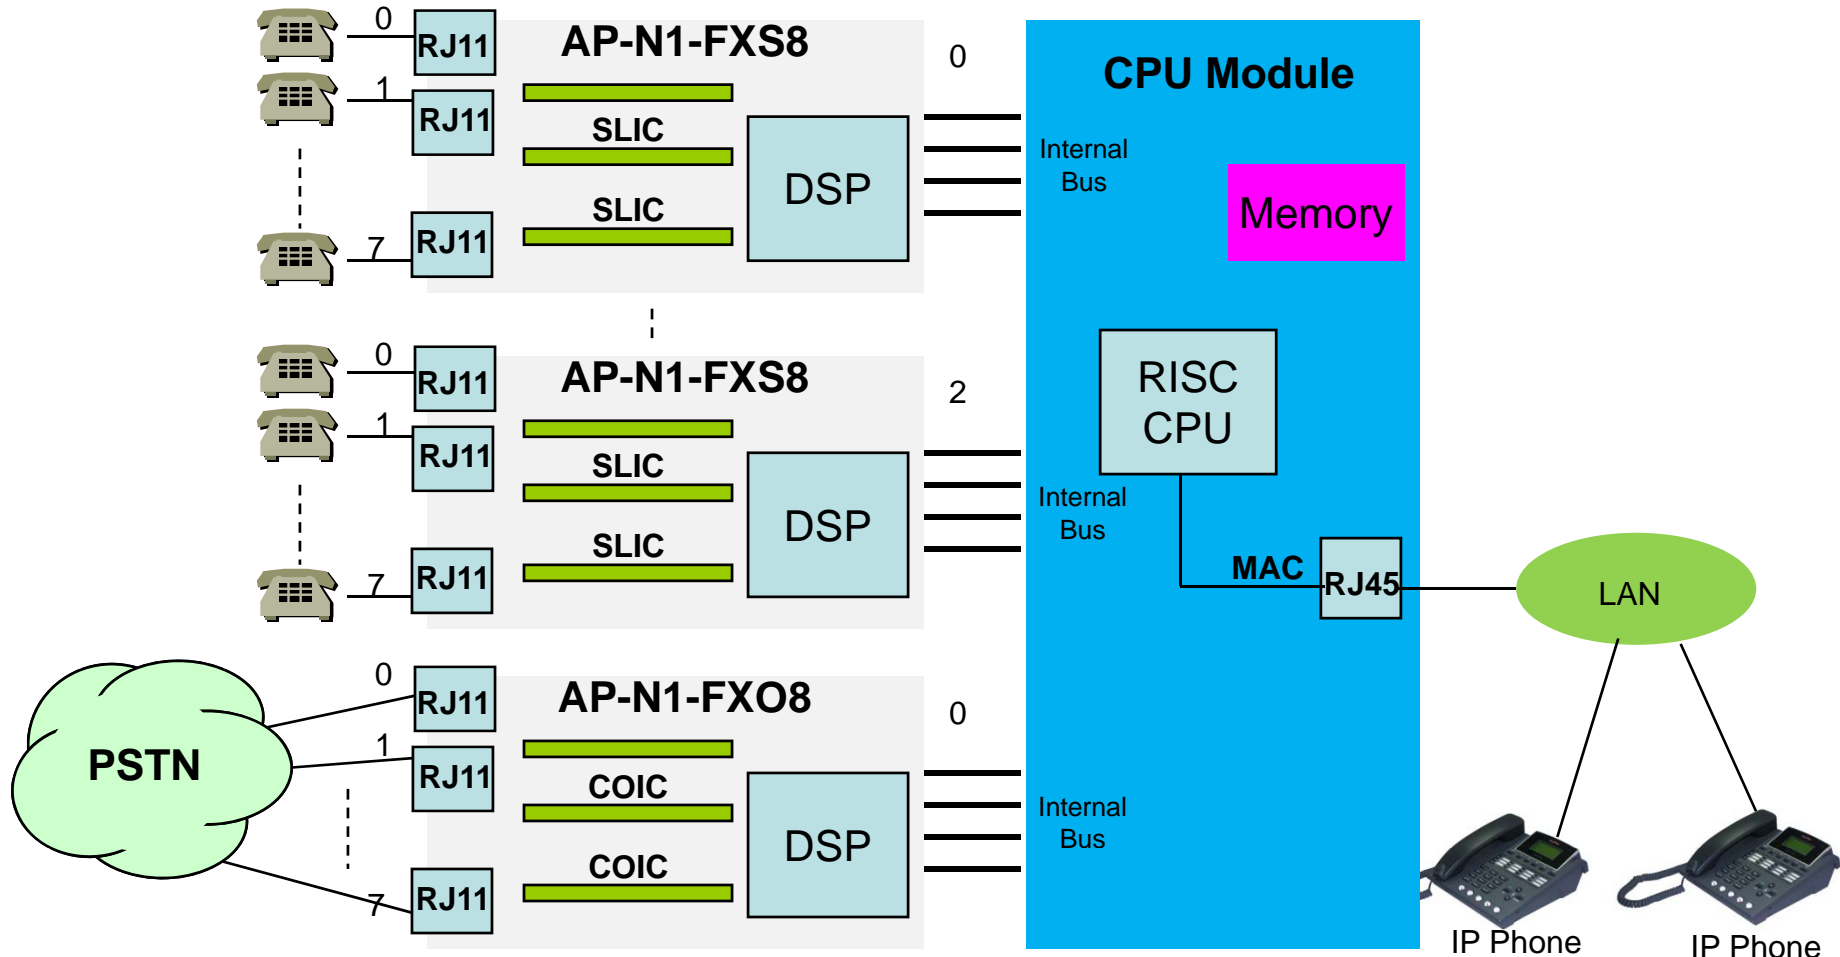 0
RJ11
1
RJ11
7
RJ11
AP-N1-FXS8
SLIC
SLIC
DSP
0
Internal
Bus
CPU Module
Memory
0
RJ11
1
RJ11
7
RJ11
AP-N1-FXS8
SLIC
SLIC
DSP
2
Internal
Bus
RISC
CPU
MAC
RJ45
LAN
PSTN
0
RJ11
1
RJ11
7
RJ11
AP-N1-FXO8
COIC
COIC
DSP
0
Internal
Bus
IP Phone
IP Phone